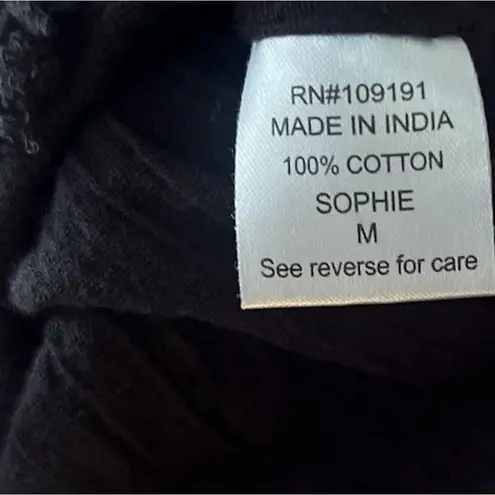 RN#109191
MADE IN INDIA
100% COTTON
SOPHIE
M
See reverse for care